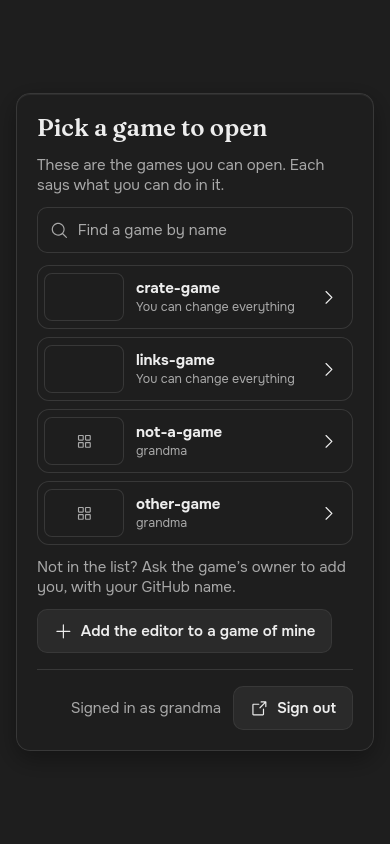 Pick a game to open
These are the games you can open. Each
says what you can do in it.
Find a game by name
crate-game
You can change everything
links-game
You can change everything
not-a-game
grandma
other-game
grandma
Not in the list? Ask the game’s owner to add
you, with your GitHub name.
Add the editor to a game of mine
Signed in as grandma
Sign out